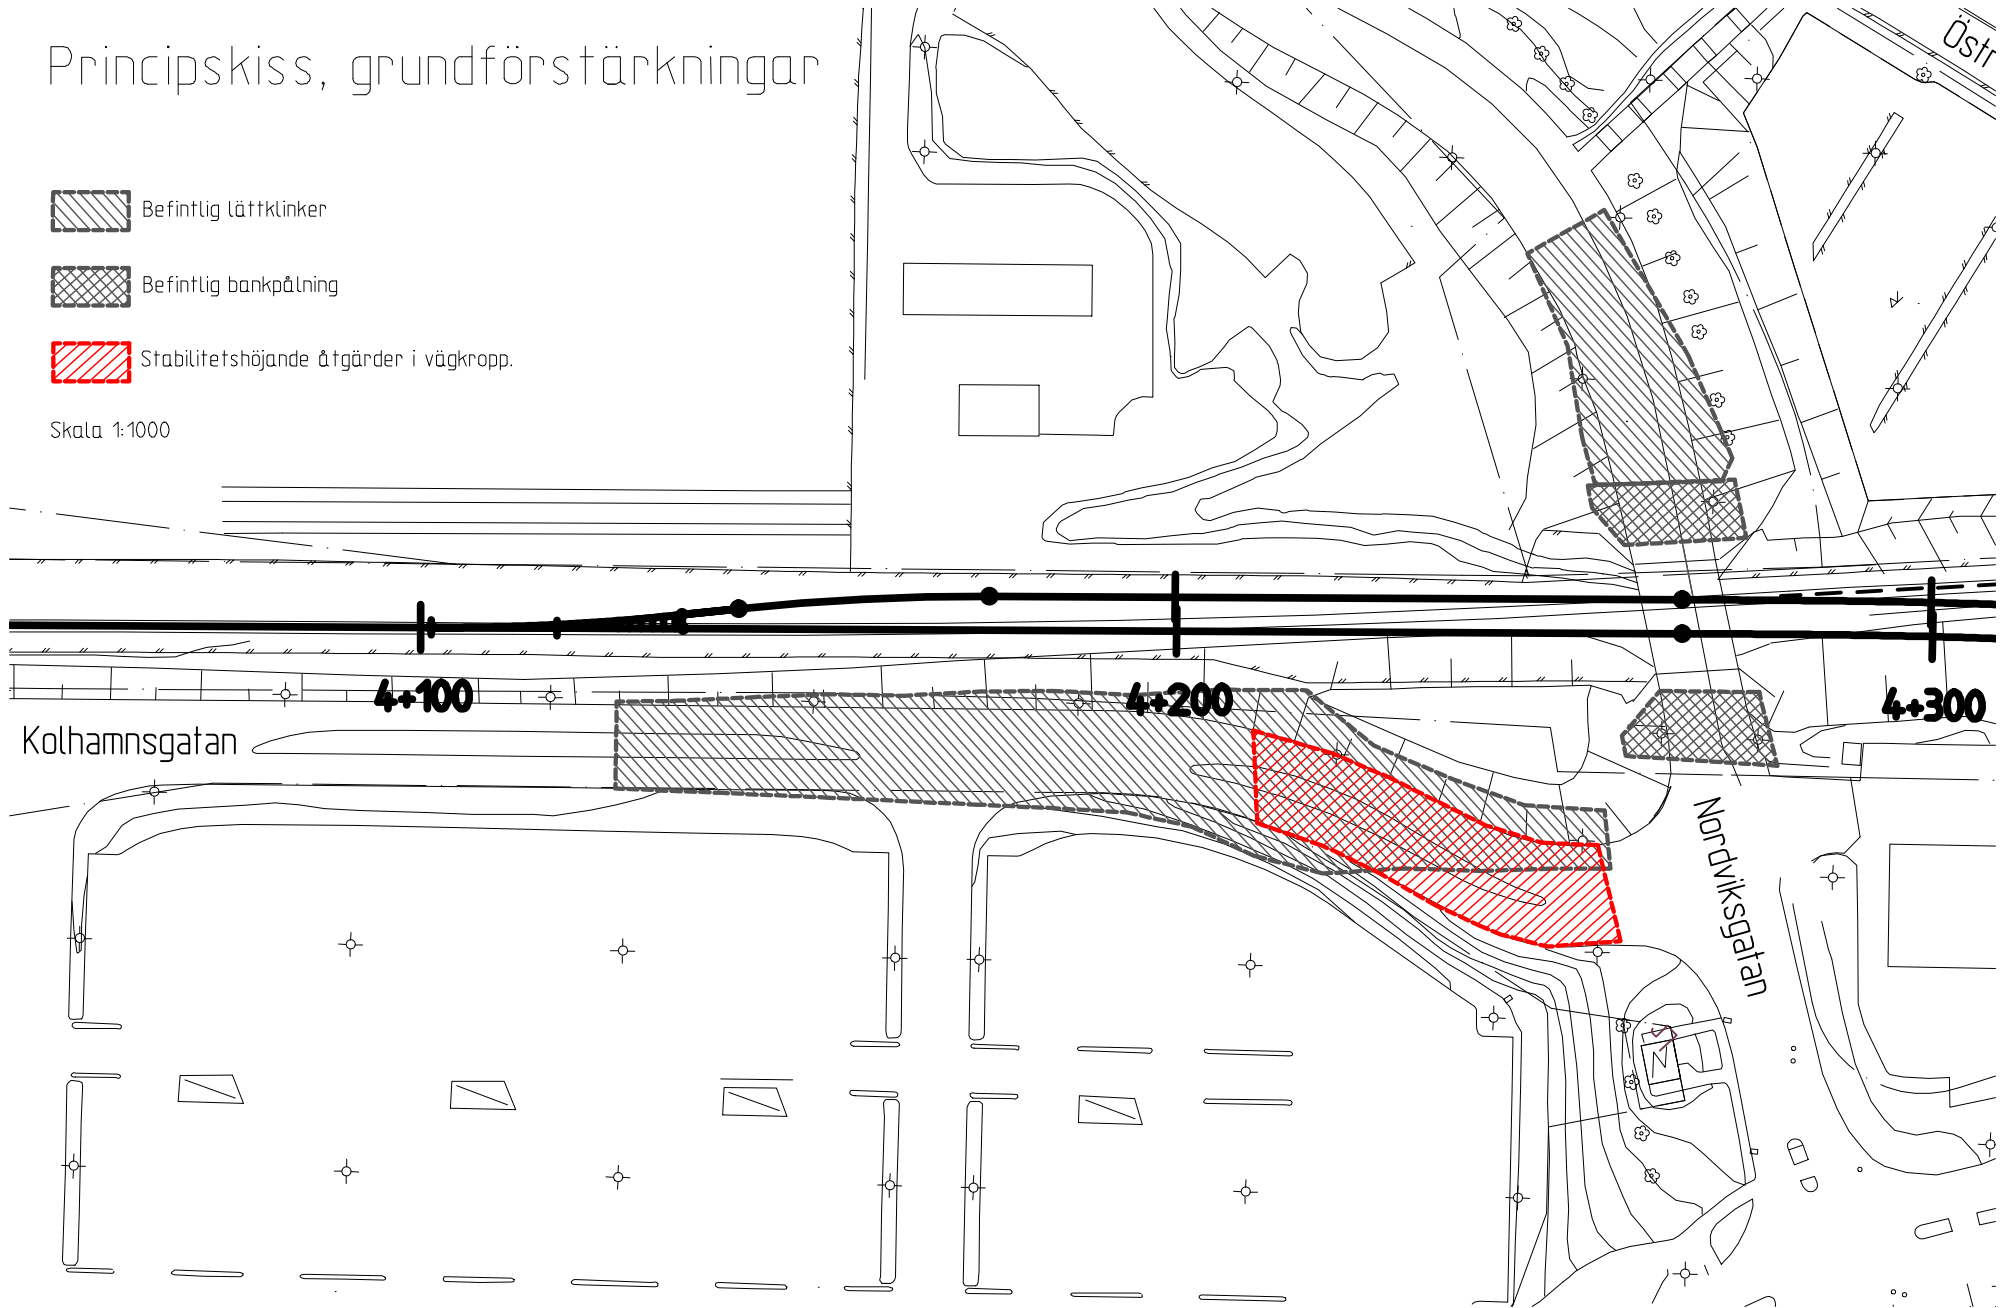 Principskiss, grundförstärkningar
Östr
Befintlig lättklinker
Befintlig bankpålning
Stabilitetshöjande åtgärder i vägkropp.
Skala 1:1000
4+100
4+200
4+300
Kolhamnsgatan
Nordviksgatan